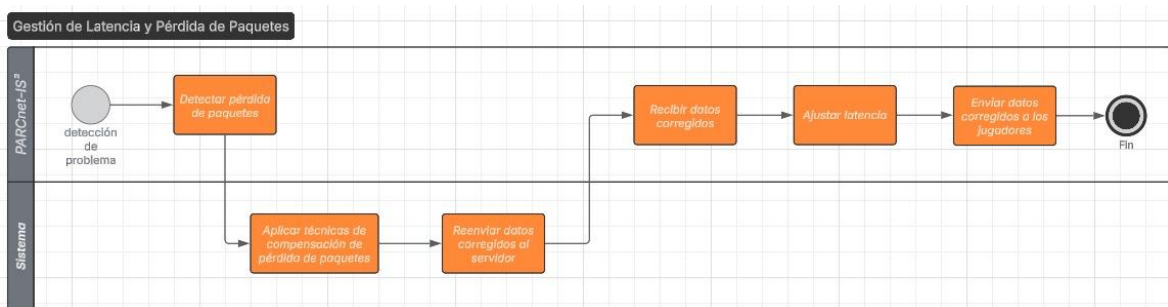 Gestión de Latencia y Pérdida de Paquetes
PARCnet-IS²
detección
de
problema
Detectar pérdida
de paquetes
Recibir datos
corregidos
Ajustar latencia
Enviar datos
corregidos a los
jugadores
Fin
Sistema
Aplicar técnicas de
compensación de
pérdida de paquetes
Reenviar datos
corregidos al
servidor